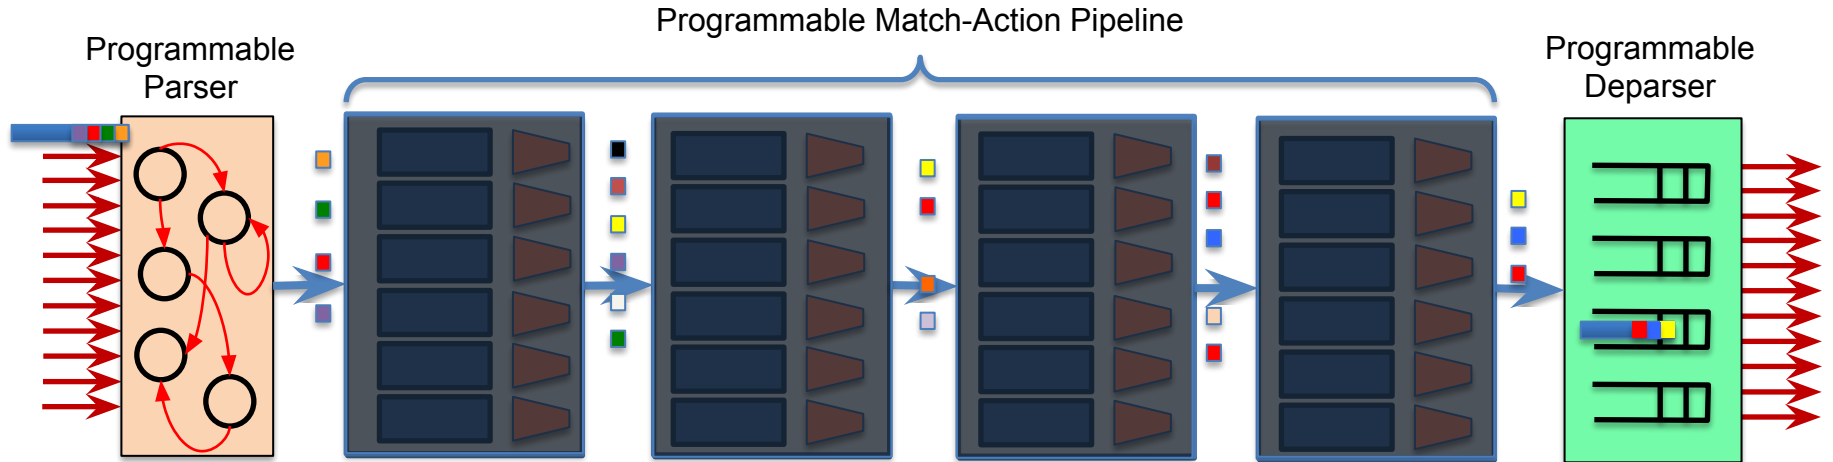 Programmable Match-Action Pipeline
Programmable
Parser
Programmable
Deparser